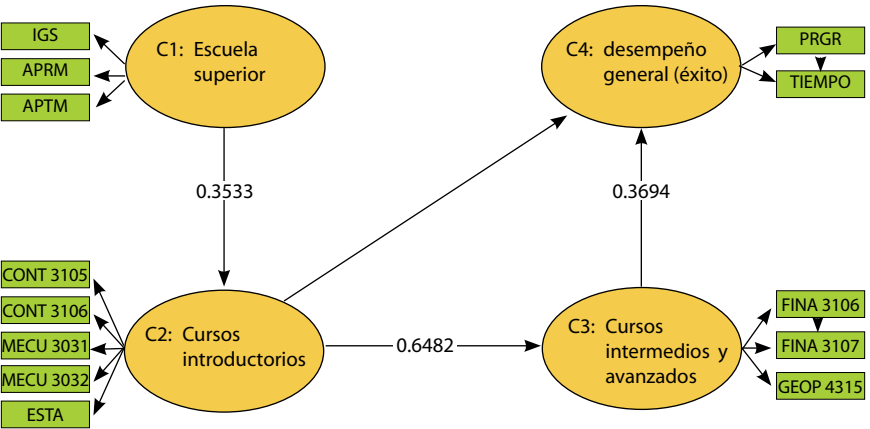 IGS
APRM
APTM
C1: Escuela
superior
C4: desempeño
general (éxito)
PRGR
TIEMPO
0.3533
0.3694
CONT 3105
CONT 3106
MECU 3031
MECU 3032
ESTA
C2: Cursos
introductorios
0.6482
C3: Cursos
intermedios y
avanzados
FINA 3106
FINA 3107
GEOP 4315